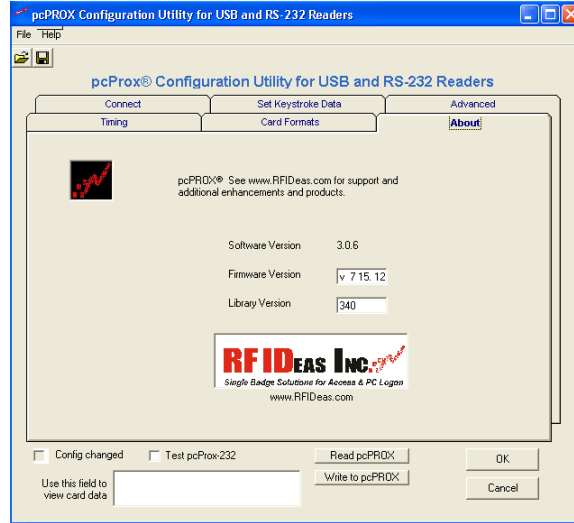 pcPROX Configuration Utility for USB and RS-232 Readers
File Help
pcProx® Configuration Utility for USB and RS-232 Readers
Connect Set Keystroke Data Advanced
Timing Card Formats About
pcPROX® See www.RFIDeas.com for support and
additional enhancements and products.
Software Version 3.0.6
Firmware Version v 7 15. 12
Library Version 340
RF IDEAS INC.
Single Badge Solutions for Access & PC Logon
www.RFIDeas.com
Config changed Test pcProx-232 Read pcPROX OK
Use this field to
view card data
Write to pcPROX Cancel